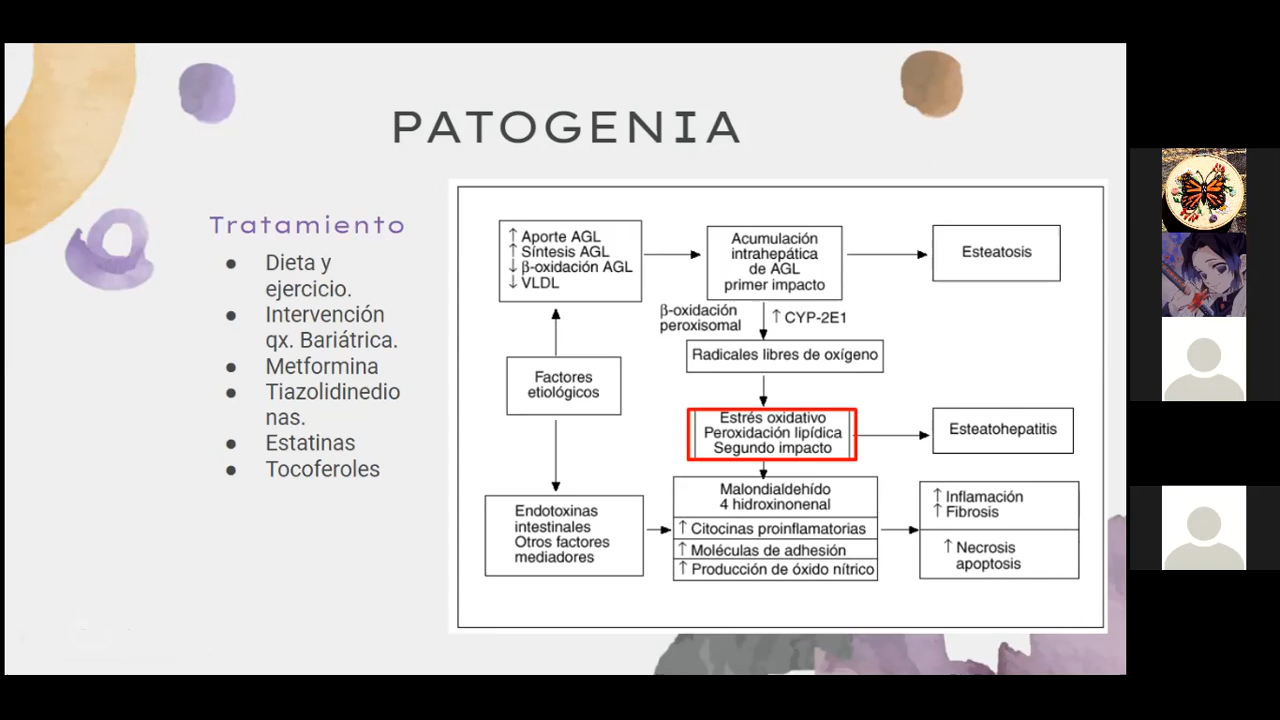 PATOGENIA
Tratamiento
● Dieta y
ejercicio.
● Intervención
qx. Bariátrica.
● Metformina
● Tiazolidinedio
nas.
● Estatinas
● Tocoferoles
↑ Aporte AGL
↑ Síntesis AGL
↓ β-oxidación AGL
↓ VLDL
Acumulación
intrahepática
de AGL
primer impacto
Esteatosis
β-oxidación
peroxisomal
↑ CYP-2E1
Radicales libres de oxígeno
Factores
etiológicos
Estrés oxidativo
Peroxidación lipídica
Segundo impacto
Esteatohepatitis
Endotoxinas
intestinales
Otros factores
mediadores
Malondialdehído
4 hidroxinonenal
↑ Citocinas proinflamatorias
↑ Moléculas de adhesión
↑ Producción de óxido nítrico
↑ Inflamación
↑ Fibrosis
↑ Necrosis
apoptosis